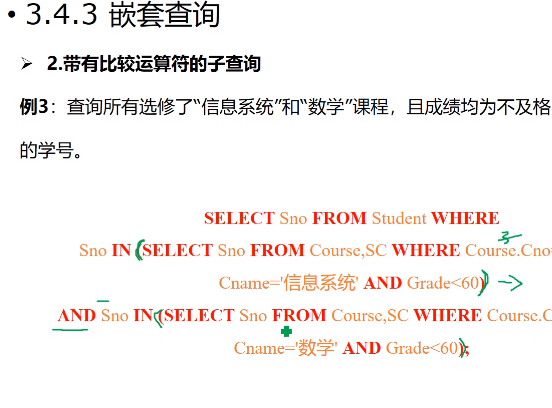 • 3.4.3 嵌套查询
➢ 2.带有比较运算符的子查询
例3：查询所有选修了“信息系统”和“数学”课程，且成绩均为不及格
的学号。
SELECT Sno FROM Student WHERE
Sno IN (SELECT Sno FROM Course,SC WHERE Course.Cno
Cname='信息系统' AND Grade<60)
AND Sno IN (SELECT Sno FROM Course,SC WHERE Course.C
Cname='数学' AND Grade<60);